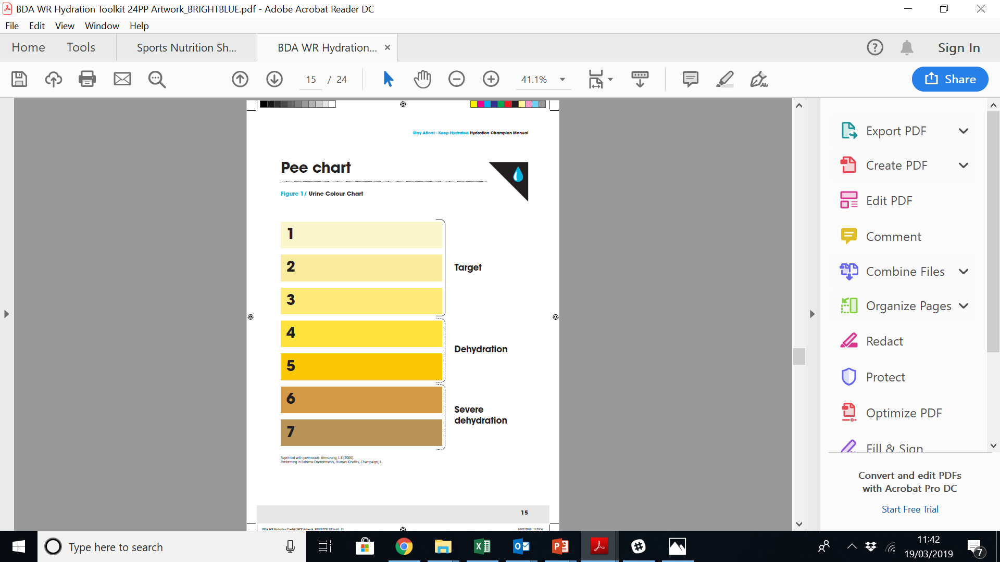 BDA WR Hydration Toolkit 24PP Artwork_BRIGHTBLUE.pdf - Adobe Acrobat Reader DC
File Edit View Window Help
Home Tools Sports Nutrition Sh... BDA WR Hydration... × Sign In
15 / 24 41.1% Share
Stay Afloat - Keep Hydrated Hydration Champion Manual
Pee chart
Figure 1/ Urine Colour Chart
1
2
3
Target
4
5
Dehydration
6
7
Severe
dehydration
Reprinted with permission. Armstrong, L.E.(2000).
Performing in Extreme Environments, Human Kinetics, Champaign, IL.
15
BDA WR Hydration Toolkit 24PP Artwork_BRIGHTBLUE.indd 15 06/02/2019 15:39:51
Export PDF
Create PDF
Edit PDF
Comment
Combine Files
Organize Pages
Redact
Protect
Optimize PDF
Fill & Sign
Convert and edit PDFs
with Acrobat Pro DC
Start Free Trial
Type here to search
11:42
19/03/2019
7